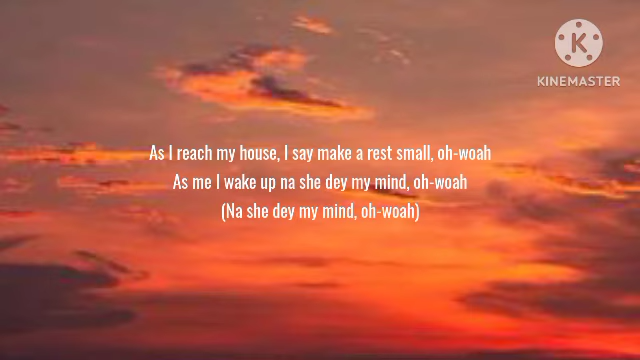 K
KINEMASTER
As I reach my house, I say make a rest small, oh-woah
As me I wake up na she dey my mind, oh-woah
(Na she dey my mind, oh-woah)